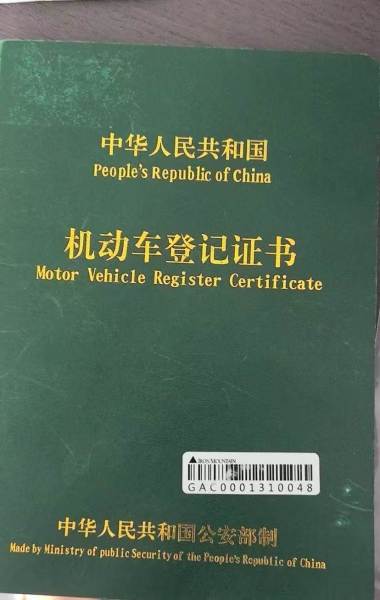 中华人民共和国
People's Republic of China
机动车登记证书
Motor Vehicle Register Certificate
IRON MOUNTAIN
GAC0001310048
中华人民共和国公安部制
Made by Ministry of public Security of the People's Republic of China